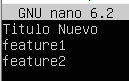 GNU nano 6.2
Titulo Nuevo
feature1
feature2